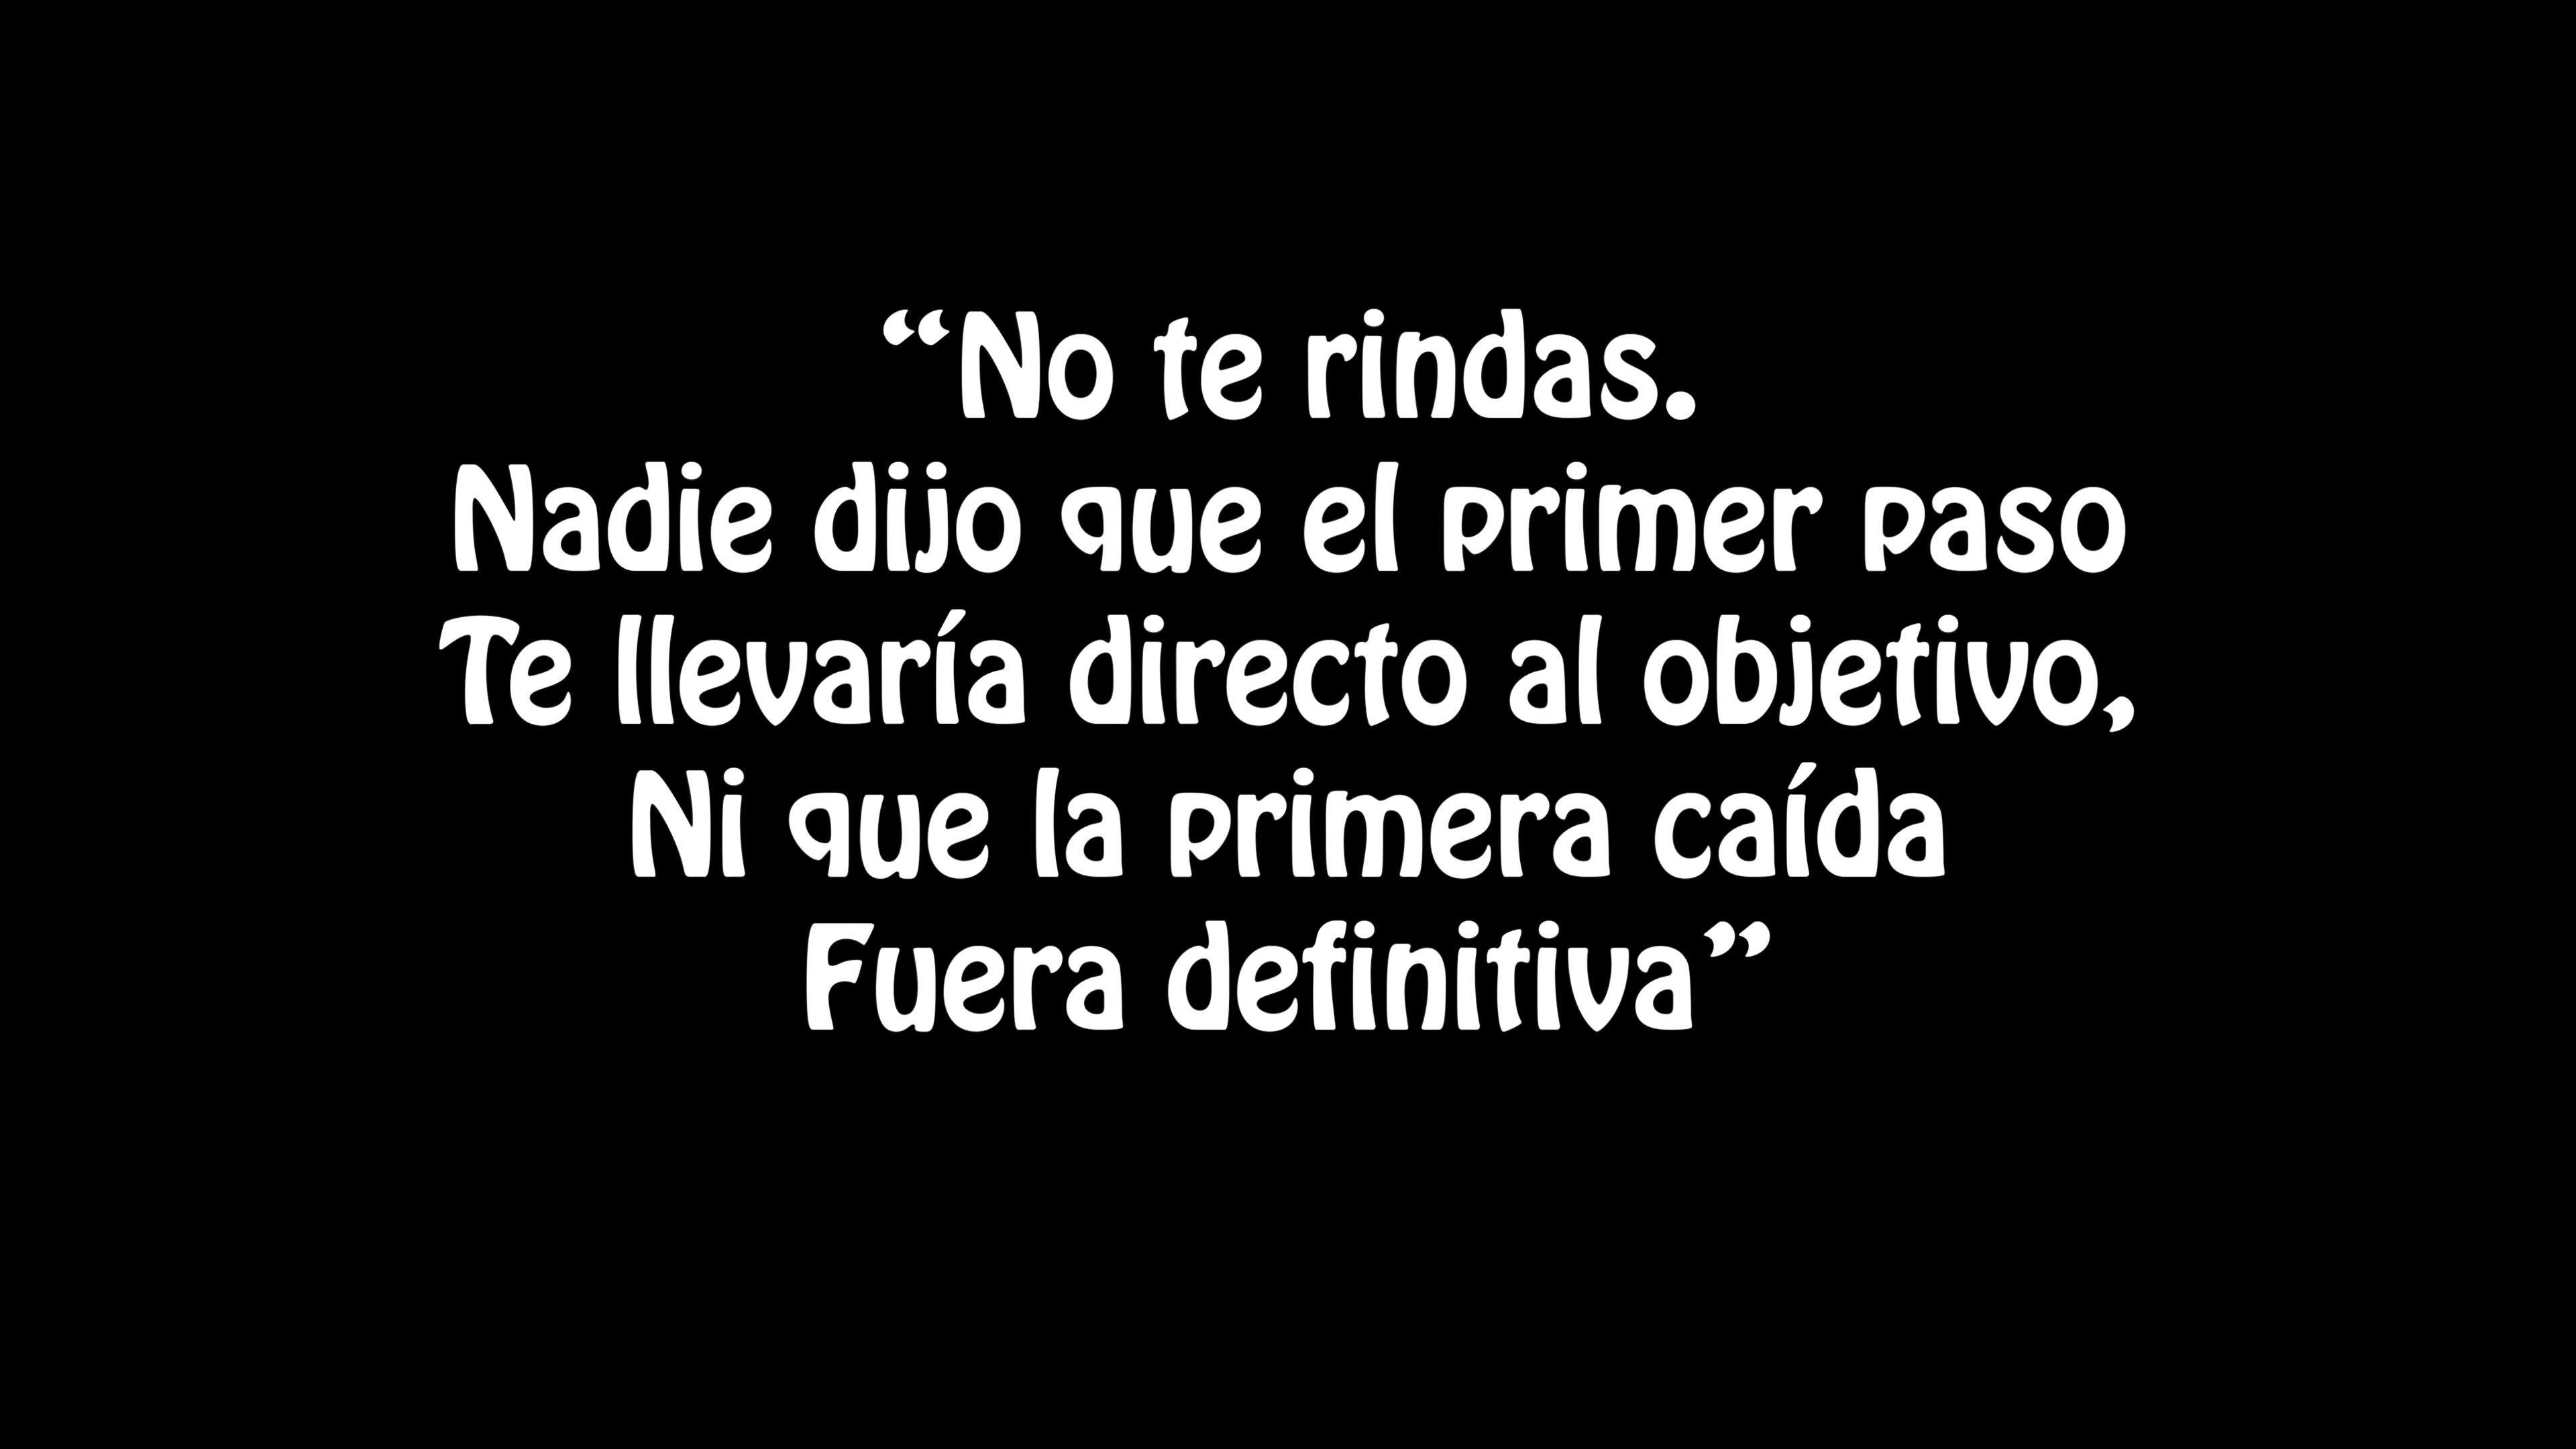 “No te rindas.
Nadie dijo que el primer paso
Te llevaría directo al objetivo,
Ni que la primera caída
Fuera definitiva”